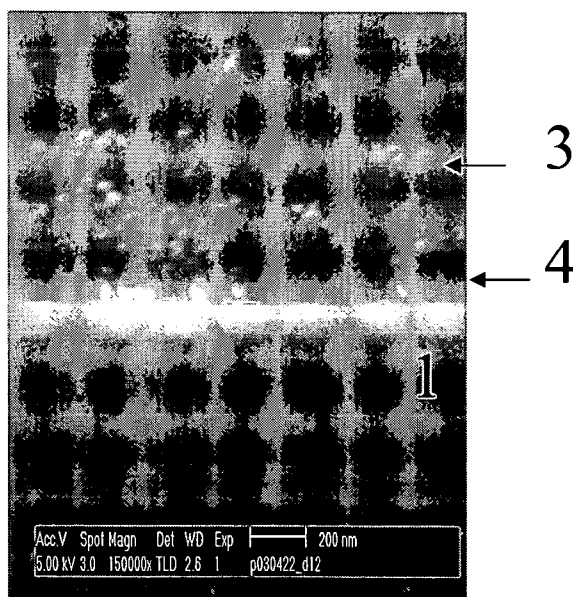 3
4
1
Acc.V Spot Magn Det WD Exp 200 nm
5.00 kV 3.0 150000x TLD 2.6 1 p030422_d12